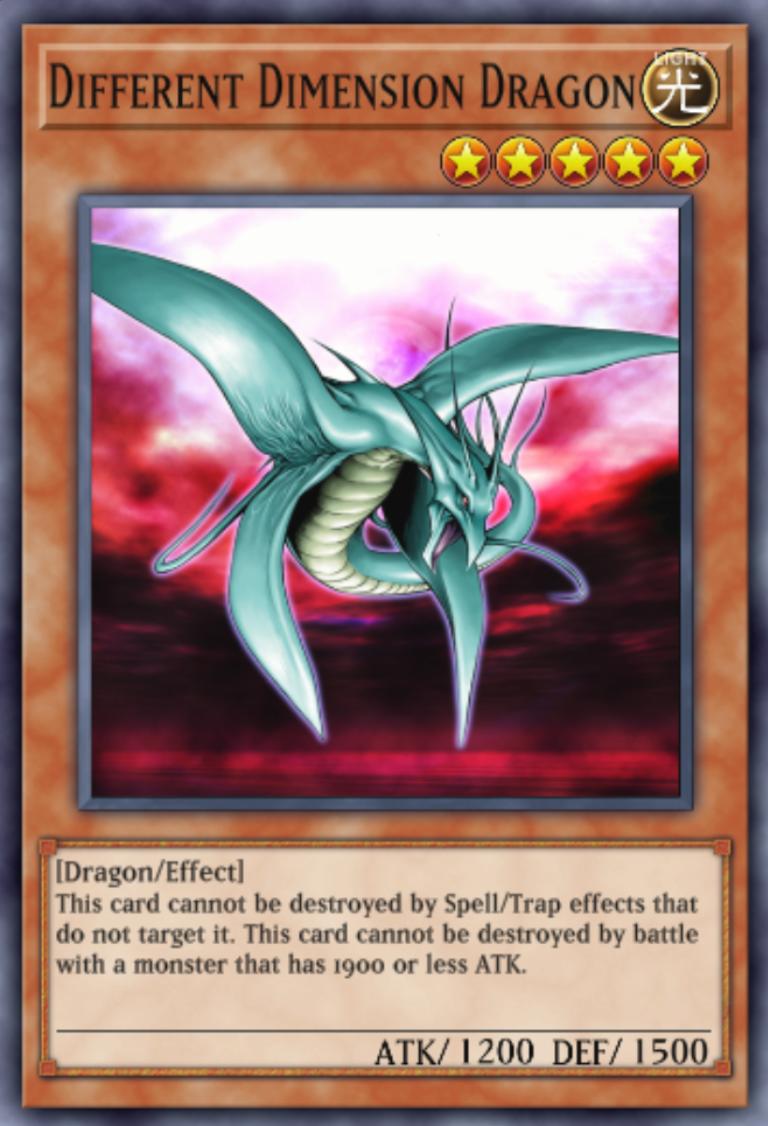 DIFFERENT DIMENSION DRAGON
LIGHT
光
[Dragon/Effect]
This card cannot be destroyed by Spell/Trap effects that
do not target it. This card cannot be destroyed by battle
with a monster that has 1900 or less ATK.
ATK/ 1200 DEF/ 1500